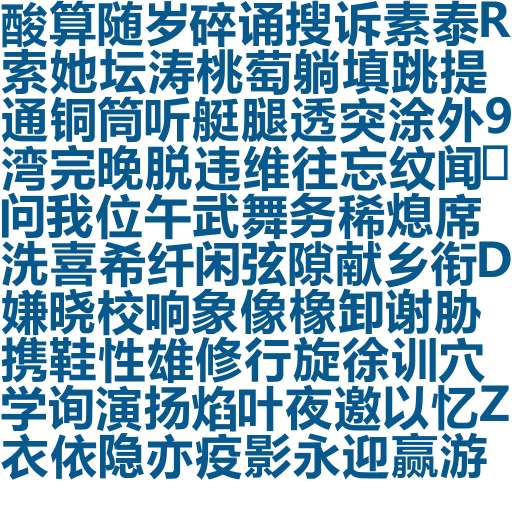 酸算随岁碎诵搜诉素泰R
索她坛涛桃萄躺填跳提
通铜筒听艇腿透突涂外9
湾完晚脱违维往忘纹闻
问我位午武舞务稀熄席
洗喜希纤闲弦隙献乡衔D
嫌晓校响象像橡卸谢胁
携鞋性雄修行旋徐训穴
学询演扬焰叶夜邀以忆Z
衣依隐亦疫影永迎赢游